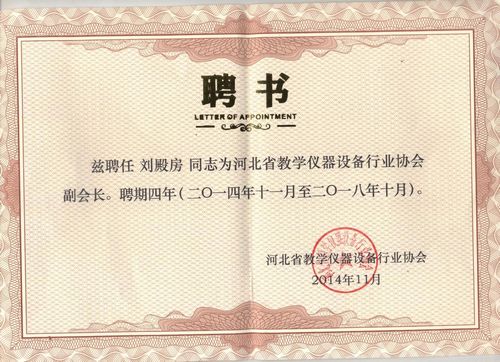 聘书
LETTER OF APPOINTMENT
兹聘任 刘殿房 同志为河北省教学仪器设备行业协会
副会长。聘期四年(二〇一四年十一月至二〇一八年十月)。
河北省教学仪器设备行业协会
2014年11月